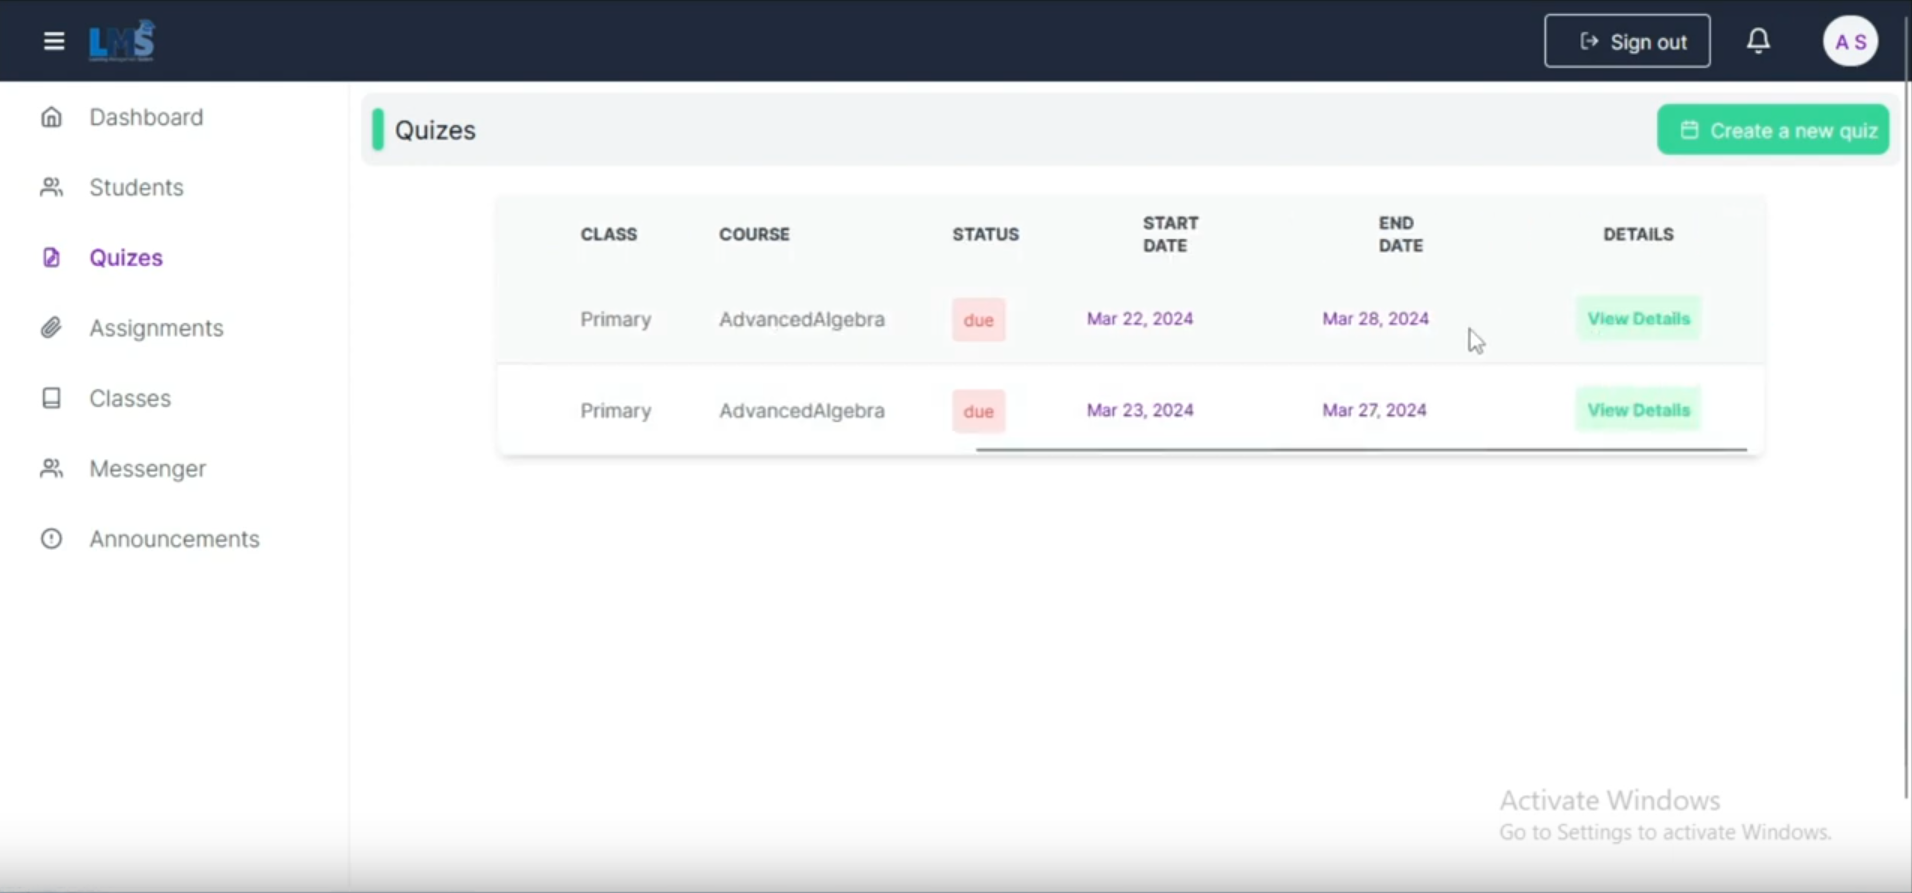 LMS
Sign out
A S
Dashboard
Students
Quizes
Assignments
Classes
Messenger
Announcements
Quizes
Create a new quiz
CLASS COURSE STATUS START DATE END DATE DETAILS
Primary AdvancedAlgebra due Mar 22, 2024 Mar 28, 2024 View Details
Primary AdvancedAlgebra due Mar 23, 2024 Mar 27, 2024 View Details
Activate Windows
Go to Settings to activate Windows.